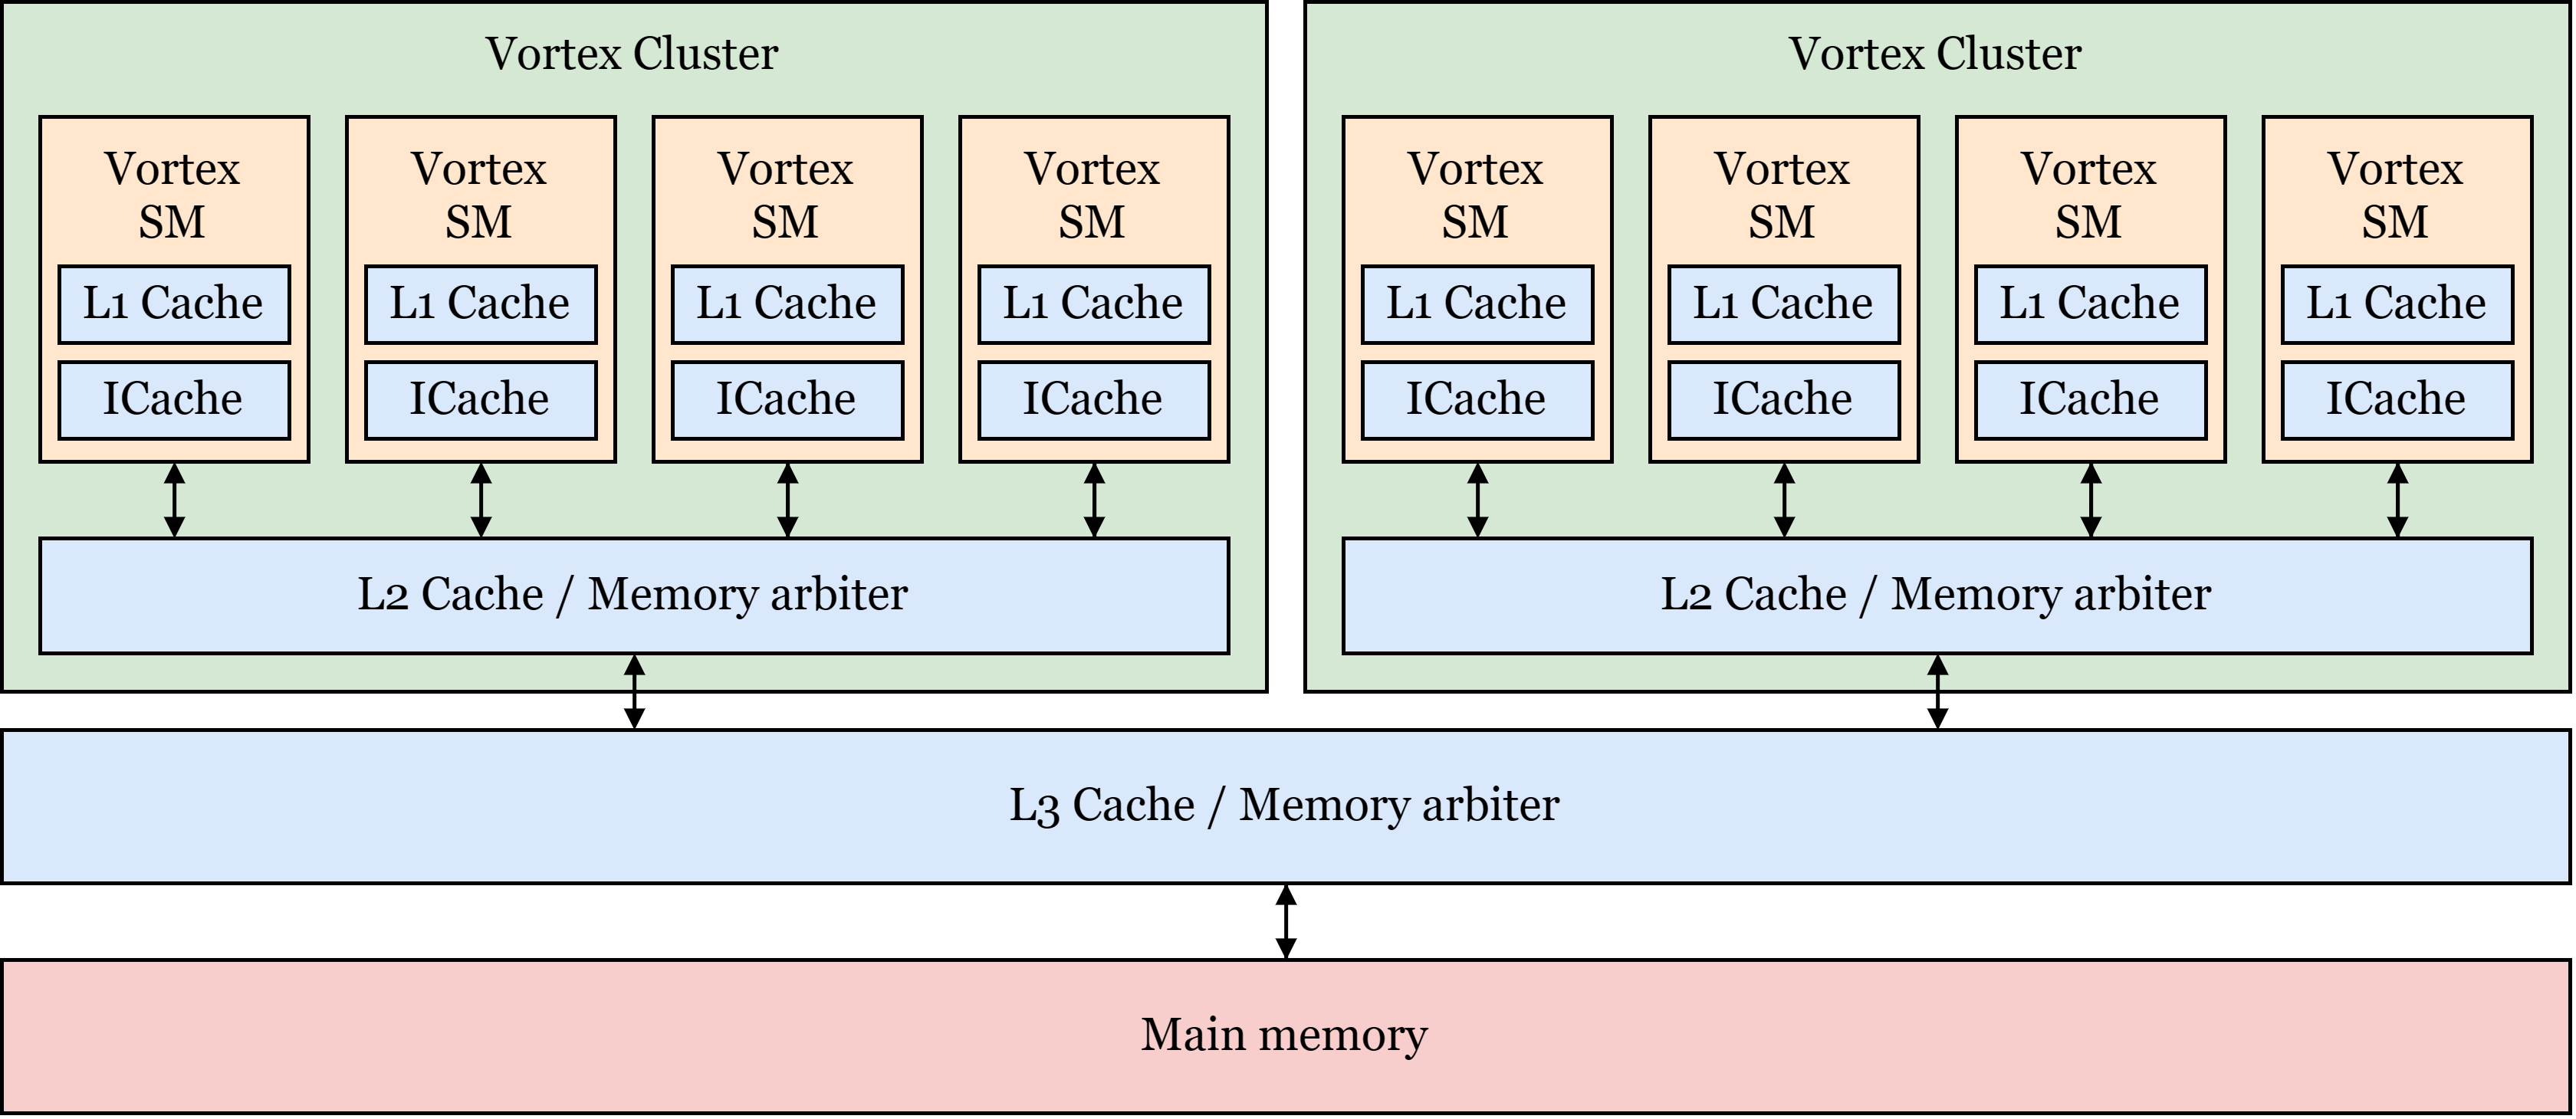 Vortex Cluster
Vortex
SM
L1 Cache
ICache
Vortex
SM
L1 Cache
ICache
Vortex
SM
L1 Cache
ICache
Vortex
SM
L1 Cache
ICache
L2 Cache / Memory arbiter
Vortex Cluster
Vortex
SM
L1 Cache
ICache
Vortex
SM
L1 Cache
ICache
Vortex
SM
L1 Cache
ICache
Vortex
SM
L1 Cache
ICache
L2 Cache / Memory arbiter
L3 Cache / Memory arbiter
Main memory